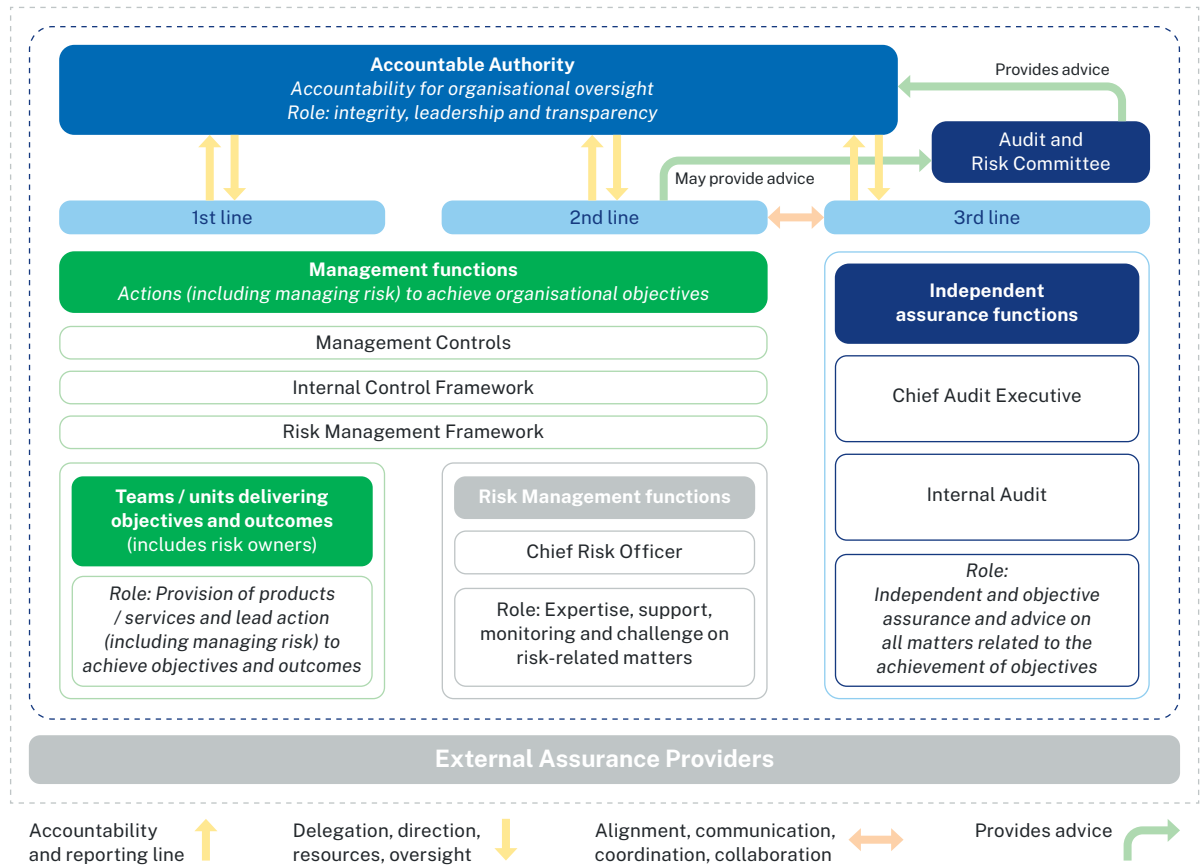 Accountable Authority
Accountability for organisational oversight
Role: integrity, leadership and transparency
Provides advice
Audit and
Risk Committee
May provide advice
1st line
2nd line
3rd line
Management functions
Actions (including managing risk) to achieve organisational objectives
Management Controls
Internal Control Framework
Risk Management Framework
Teams / units delivering
objectives and outcomes
(includes risk owners)
Role: Provision of products
/ services and lead action
(including managing risk) to
achieve objectives and outcomes
Risk Management functions
Chief Risk Officer
Role: Expertise, support,
monitoring and challenge on
risk-related matters
Independent
assurance functions
Chief Audit Executive
Internal Audit
Role:
Independent and objective
assurance and advice on
all matters related to the
achievement of objectives
External Assurance Providers
Accountability
and reporting line
Delegation, direction,
resources, oversight
Alignment, communication,
coordination, collaboration
Provides advice